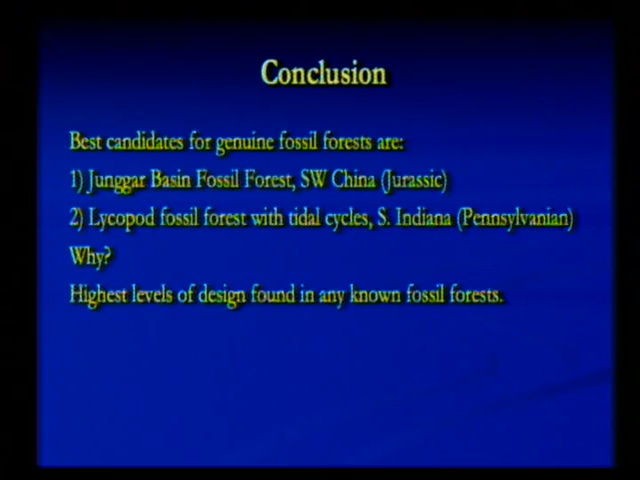 Conclusion
Best candidates for genuine fossil forests are:
1) Junggar Basin Fossil Forest, SW China (Jurassic)
2) Lycopod fossil forest with tidal cycles, S. Indiana (Pennsylvanian)
Why?
Highest levels of design found in any known fossil forests.